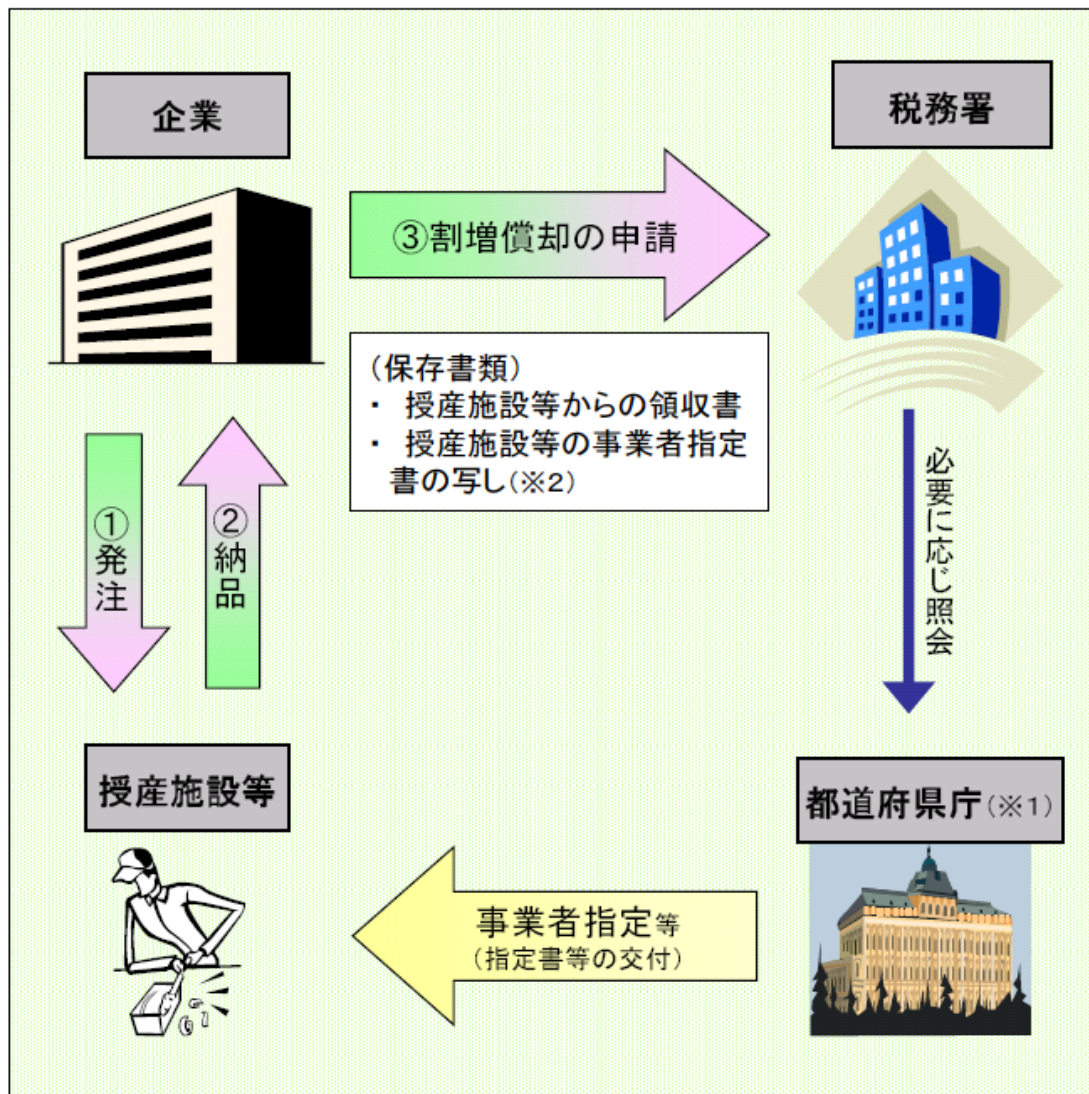 企業
税務署
③割増償却の申請
（保存書類）
・ 授産施設等からの領収書
・ 授産施設等の事業者指定
書の写し（※2）
①発注
②納品
必要に応じ照会
授産施設等
都道府県庁（※1）
事業者指定等
（指定書等の交付）